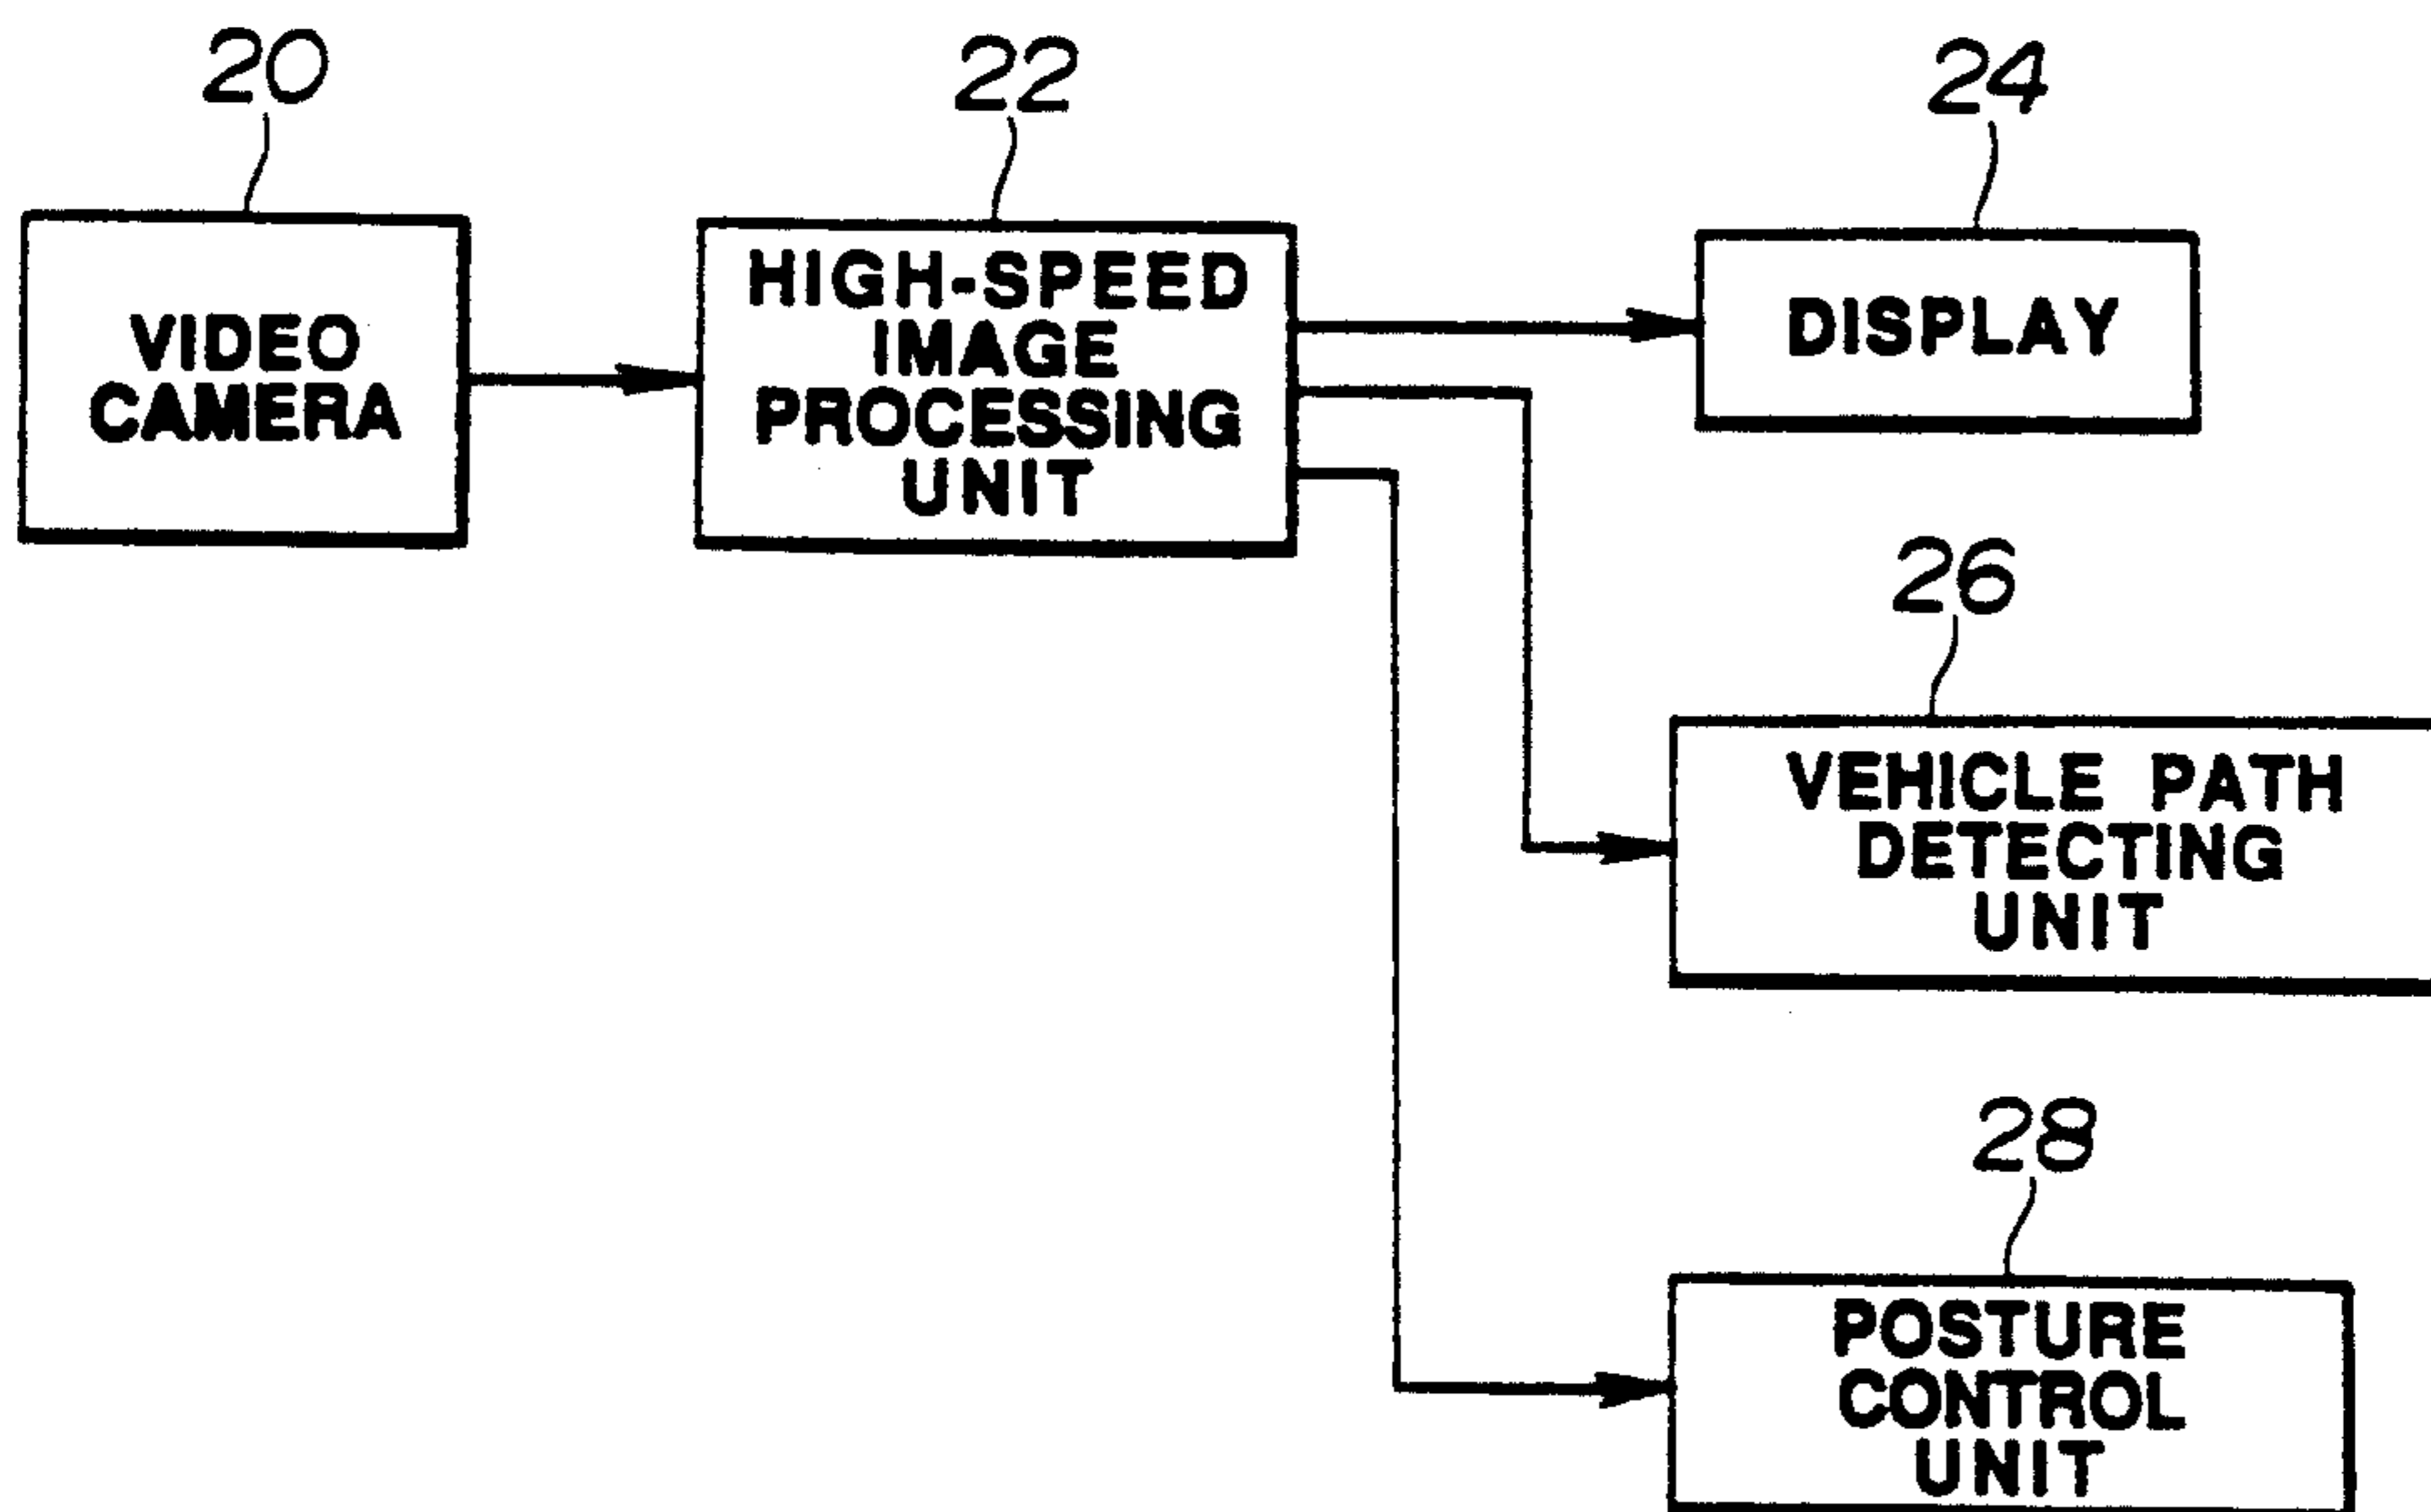 20
VIDEO
CAMERA
22
HIGH-SPEED
IMAGE
PROCESSING
UNIT
24
DISPLAY
26
VEHICLE PATH
DETECTING
UNIT
28
POSTURE
CONTROL
UNIT